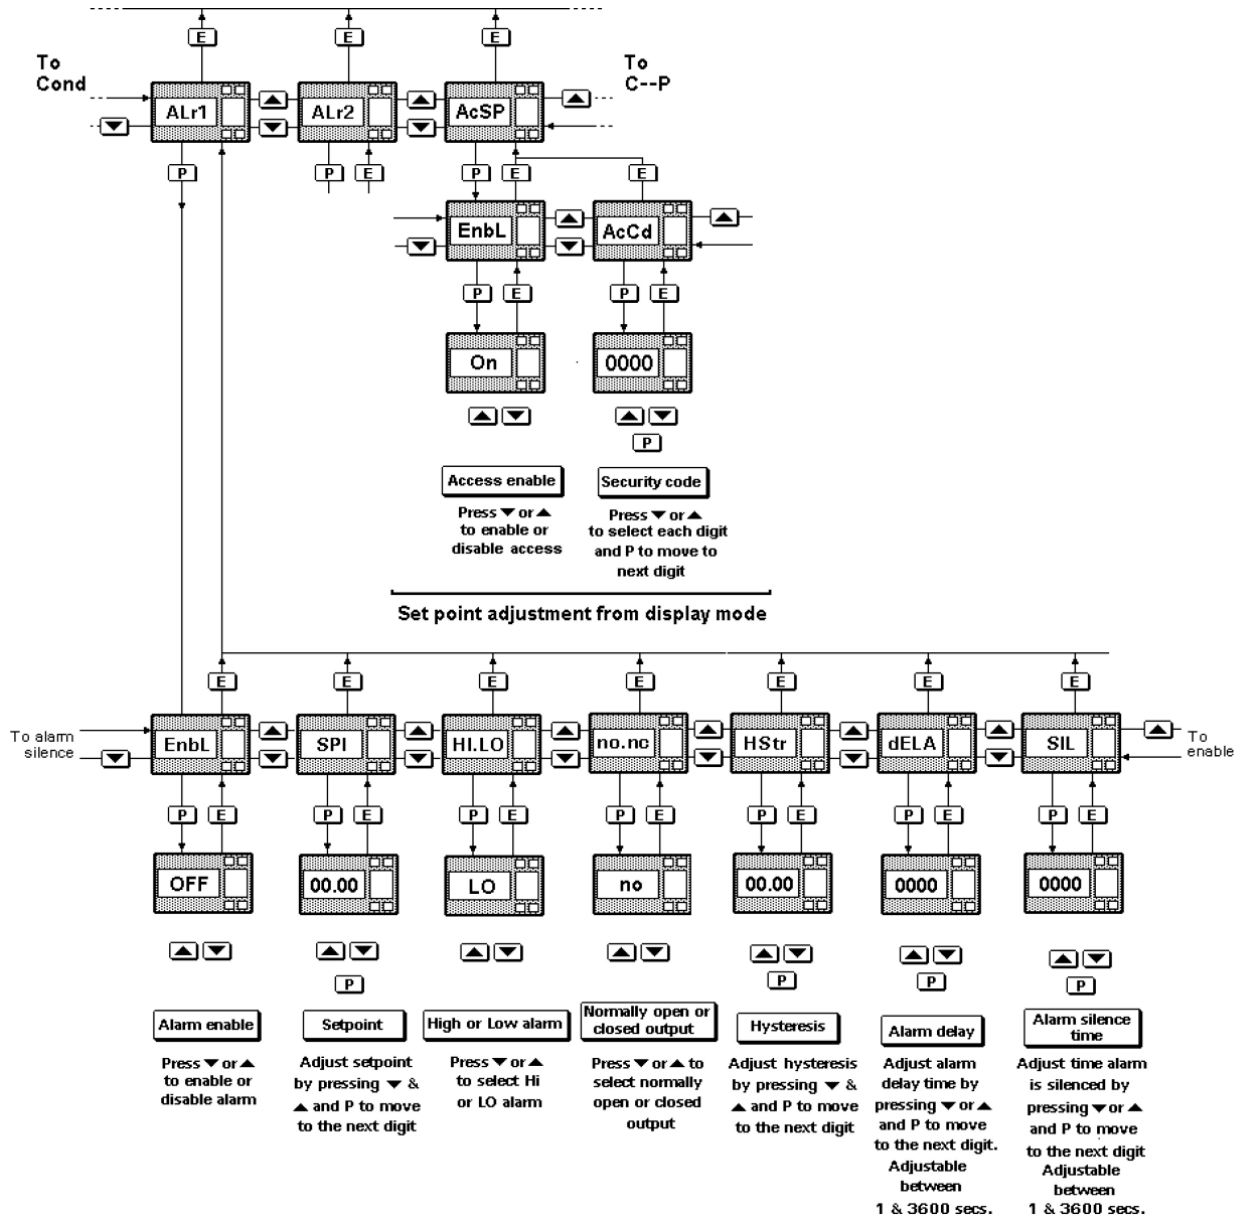 E E E
To
Cond
To
C--P
ALr1 ALr2 AcSP
P P E P E E
EnbL AcCd
P E P E
On 0000
P
Access enable Security code
Press ▼ or ▲
to enable or
disable access
Press ▼ or ▲
to select each digit
and P to move to
next digit
Set point adjustment from display mode
E E E E E E E
To alarm
silence
EnbL SPI HI.LO no.nc HStr dELA SIL
To
enable
P E P E P E P E P E P E P E
OFF 00.00 LO no 00.00 0000 0000
P P P P
Alarm enable
Press ▼ or ▲
to enable or
disable alarm
Setpoint
Adjust setpoint
by pressing ▼ &
▲ and P to move
to the next digit
High or Low alarm
Press ▼ or ▲
to select Hi
or LO alarm
Normally open or
closed output
Press ▼ or ▲ to
select normally
open or closed
output
Hysteresis
Adjust hysteresis
by pressing ▼ &
▲ and P to move
to the next digit
Alarm delay
Adjust alarm
delay time by
pressing ▼ or ▲
and P to move
to the next digit.
Adjustable
between
1 & 3600 secs.
Alarm silence
time
Adjust time alarm
is silenced by
pressing ▼ or ▲
and P to move
to the next digit
Adjustable
between
1 & 3600 secs.